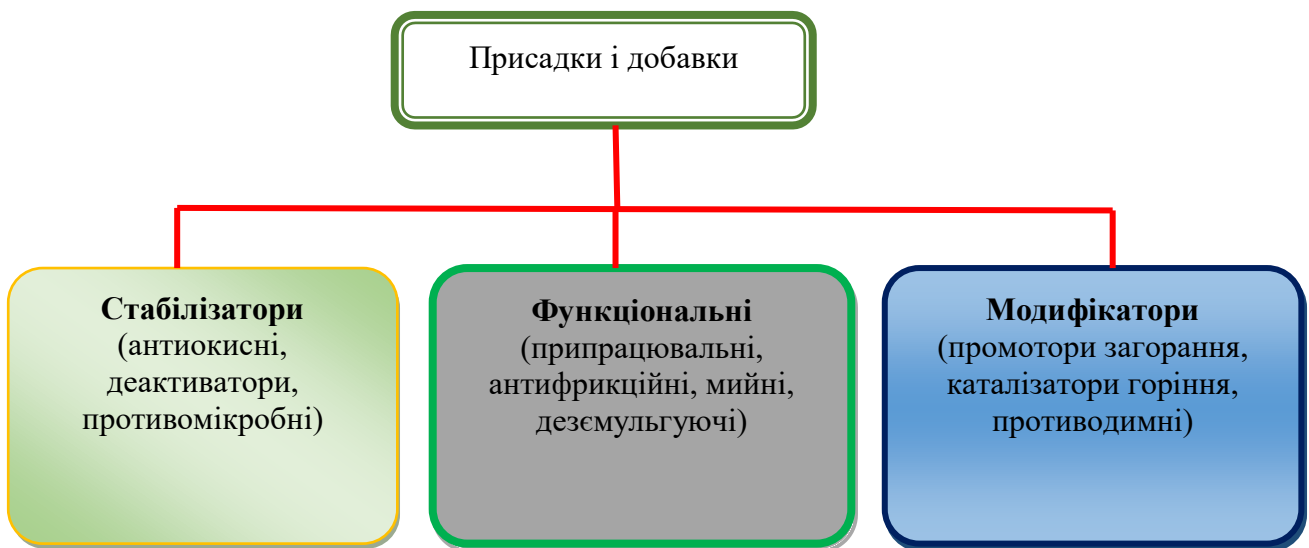 Присадки і добавки
Стабілізатори
(антиокисні,
деактиватори,
противомікробні)
Функціональні
(припрацювальні,
антифрикційні, мийні,
дезємульгуючі)
Модифікатори
(промотори загорання,
каталізатори горіння,
противодимні)